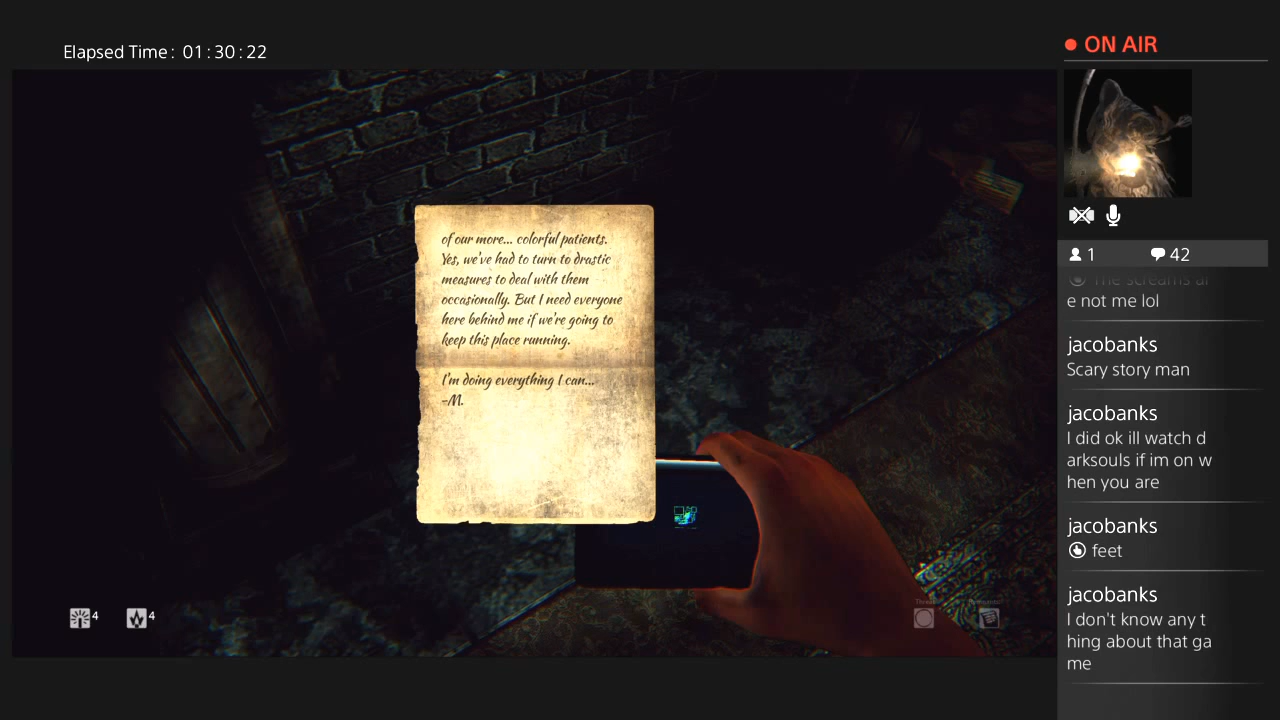 Elapsed Time: 01:30:22
ON AIR
of our more... colorful patients.
Yes, we've had to turn to drastic
measures to deal with them
occasionally. But I need everyone
here behind me if we're going to
keep this place running.
I'm doing everything I can...
-M.
4
4
1
42
The screams ar
e not me lol
jacobanks
Scary story man
jacobanks
I did ok ill watch d
arksouls if im on w
hen you are
jacobanks
feet
jacobanks
I don't know any t
hing about that ga
me